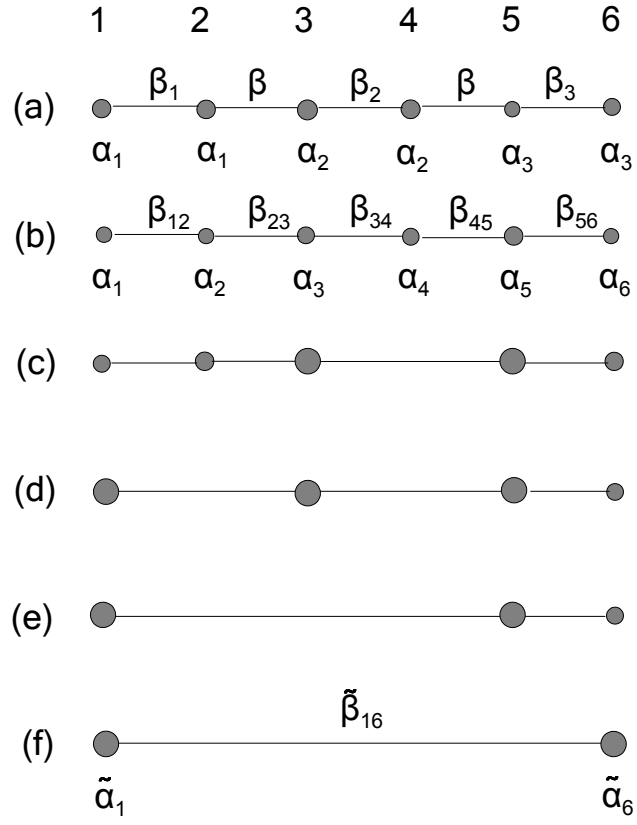 1 2 3 4 5 6
β₁ β β₂ β β₃
(a)
α₁ α₁ α₂ α₂ α₃ α₃
β₁₂ β₂₃ β₃₄ β₄₅ β₅₆
(b)
α₁ α₂ α₃ α₄ α₅ α₆
(c)
(d)
(e)
β̃₁₆
(f)
α̃₁ α̃₆